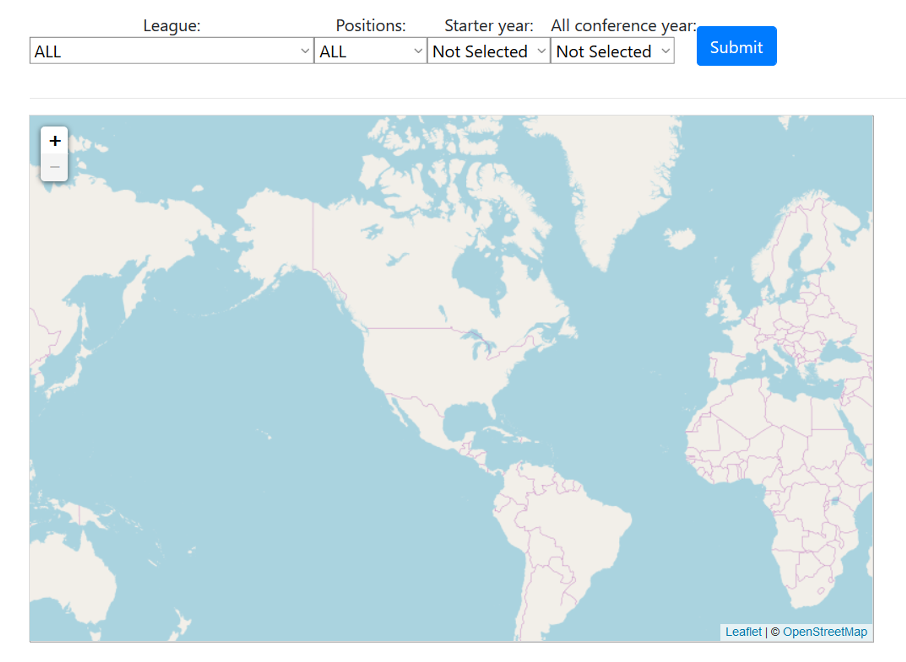 League: Positions: Starter year: All conference year:
ALL ALL Not Selected Not Selected Submit
+
−
Leaflet | © OpenStreetMap